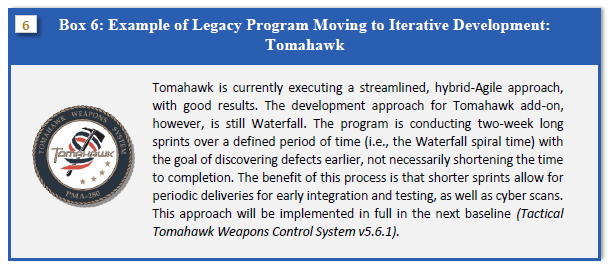 6
Box 6: Example of Legacy Program Moving to Iterative Development:
Tomahawk
Tomahawk is currently executing a streamlined, hybrid-Agile approach,
with good results. The development approach for Tomahawk add-on,
however, is still Waterfall. The program is conducting two-week long
sprints over a defined period of time (i.e., the Waterfall spiral time) with
the goal of discovering defects earlier, not necessarily shortening the time
to completion. The benefit of this process is that shorter sprints allow for
periodic deliveries for early integration and testing, as well as cyber scans.
This approach will be implemented in full in the next baseline (Tactical
Tomahawk Weapons Control System v5.6.1).
TOMAHAWK WEAPONS SYSTEM
TOMAHAWK
PMA-280